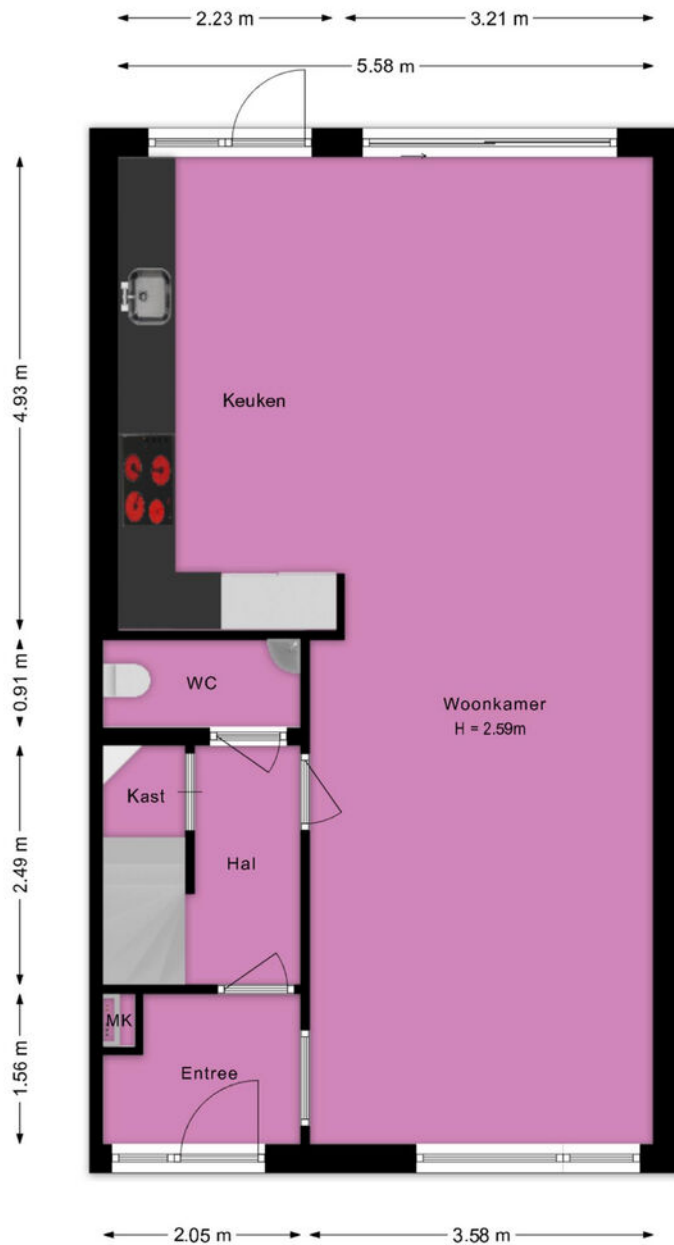 2.23 m
3.21 m
5.58 m
4.93 m
Keuken
0.91 m
WC
Woonkamer
H = 2.59m
Kast
2.49 m
Hal
MK
1.56 m
Entree
2.05 m
3.58 m